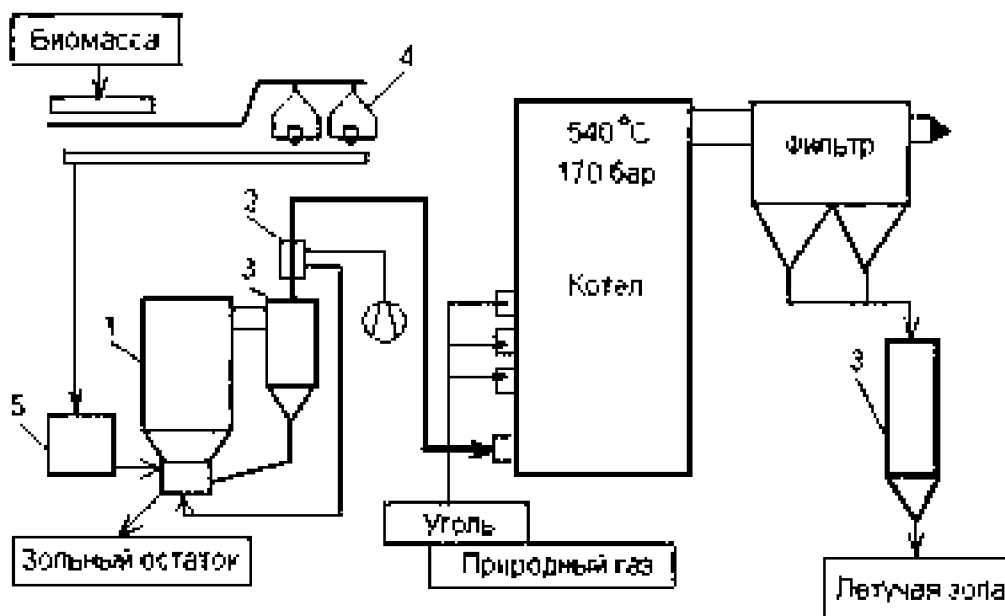 Биомасса
4
540 °C
170 бар
Фильтр
2
3
Котел
1
3
5
Уголь
Зольный остаток
Природный газ
Летучая зола